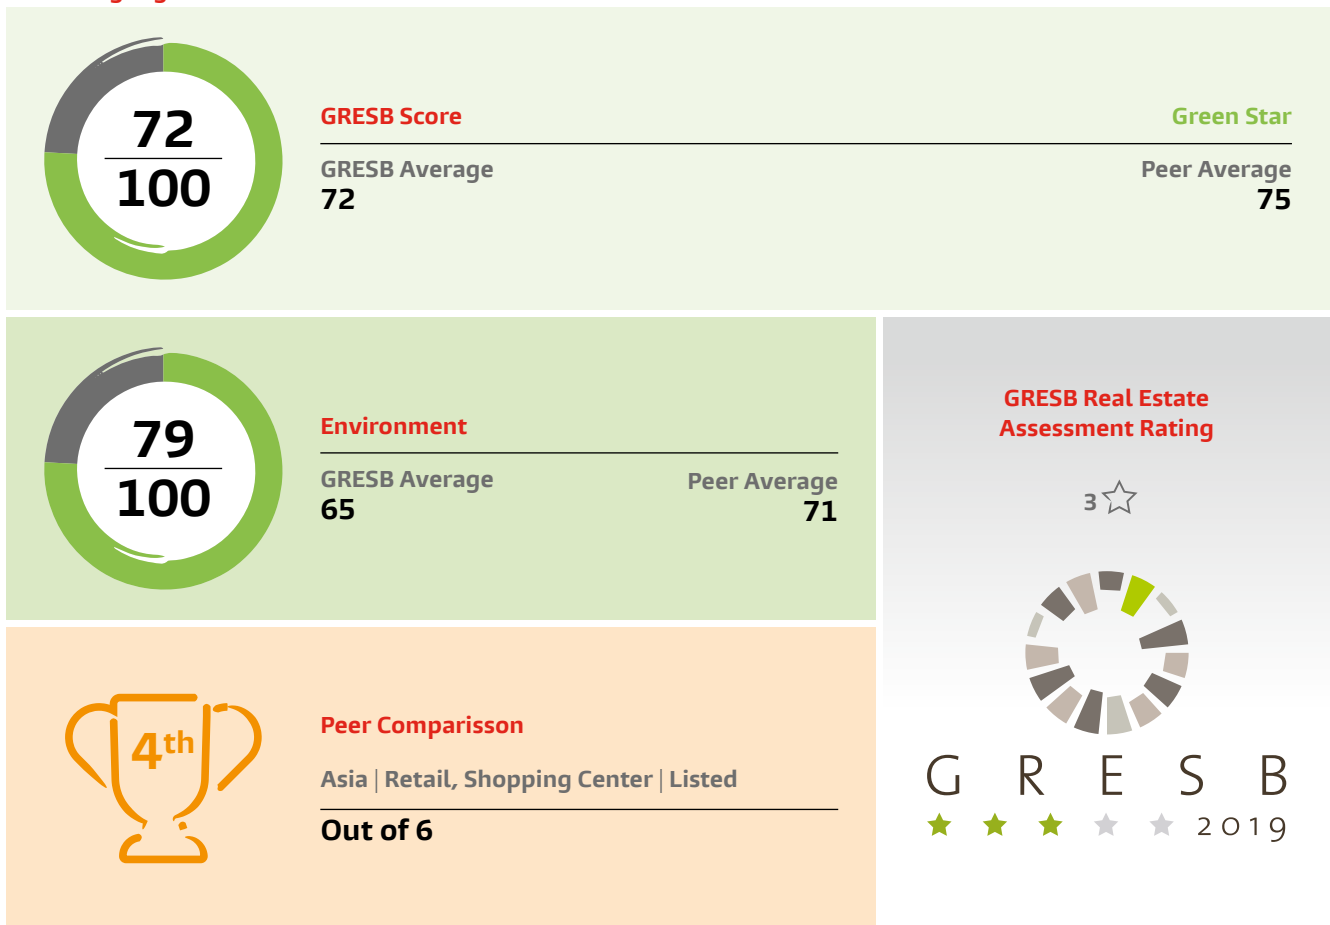 72
100
GRESB Score
Green Star
GRESB Average
72
Peer Average
75
79
100
Environment
GRESB Average
65
Peer Average
71
GRESB Real Estate
Assessment Rating
3
4th
Peer Comparisson
Asia | Retail, Shopping Center | Listed
Out of 6
G R E S B
2019